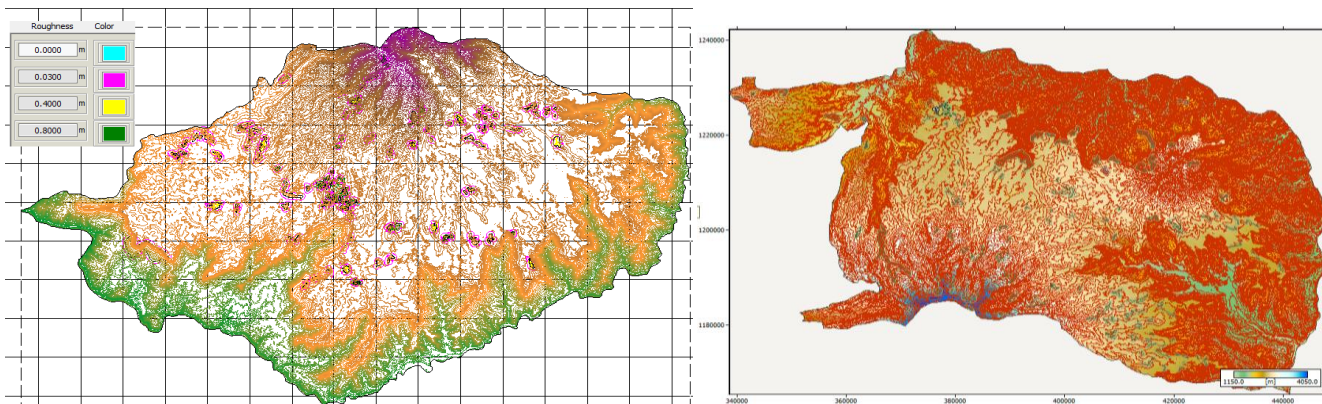 Roughness Color
0.0000 m
0.0300 m
0.4000 m
0.8000 m
1240000
1220000
1200000
1180000
1150.0 [m] 4050.0
340000 360000 380000 400000 420000 440000